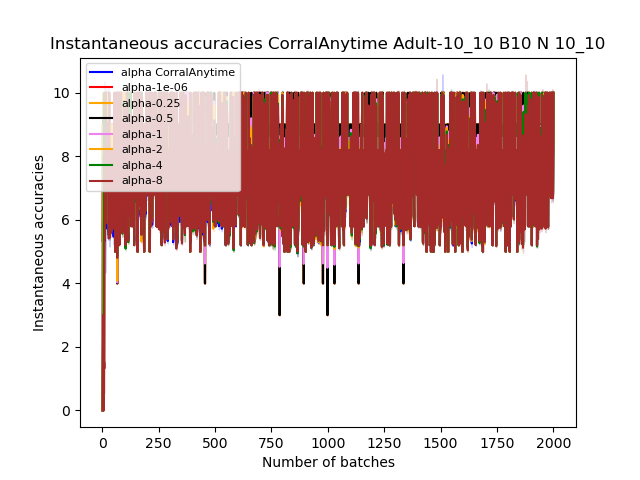 Instantaneous accuracies CorralAnytime Adult-10_10 B10 N 10_10
alpha CorralAnytime
alpha-1e-06
alpha-0.25
alpha-0.5
alpha-1
alpha-2
alpha-4
alpha-8
Instantaneous accuracies
10
8
6
4
2
0
0 250 500 750 1000 1250 1500 1750 2000
Number of batches